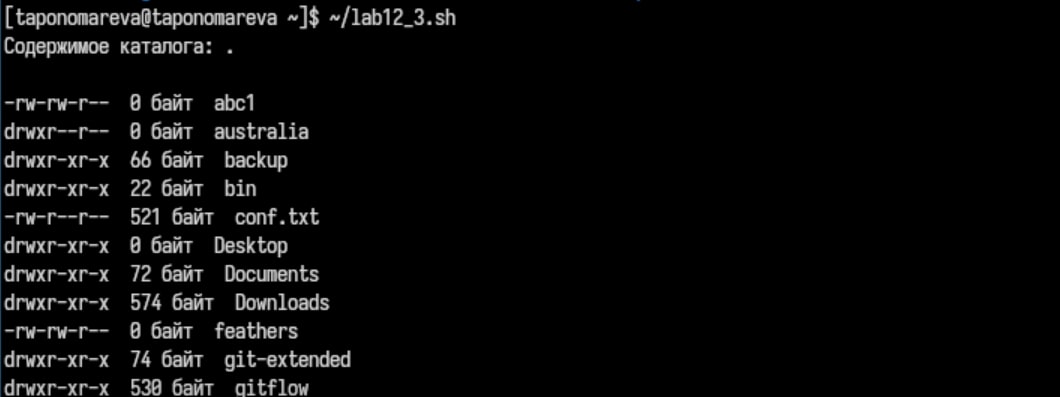 [taponomareva@taponomareva ~]$ ~/lab12_3.sh
Содержимое каталога: .
-rw-rw-r-- 0 байт abc1
drwxr--r-- 0 байт australia
drwxr-xr-x 66 байт backup
drwxr-xr-x 22 байт bin
-rw-r--r-- 521 байт conf.txt
drwxr-xr-x 0 байт Desktop
drwxr-xr-x 72 байт Documents
drwxr-xr-x 574 байт Downloads
-rw-rw-r-- 0 байт feathers
drwxr-xr-x 74 байт git-extended
drwxr-xr-x 530 байт gitflow